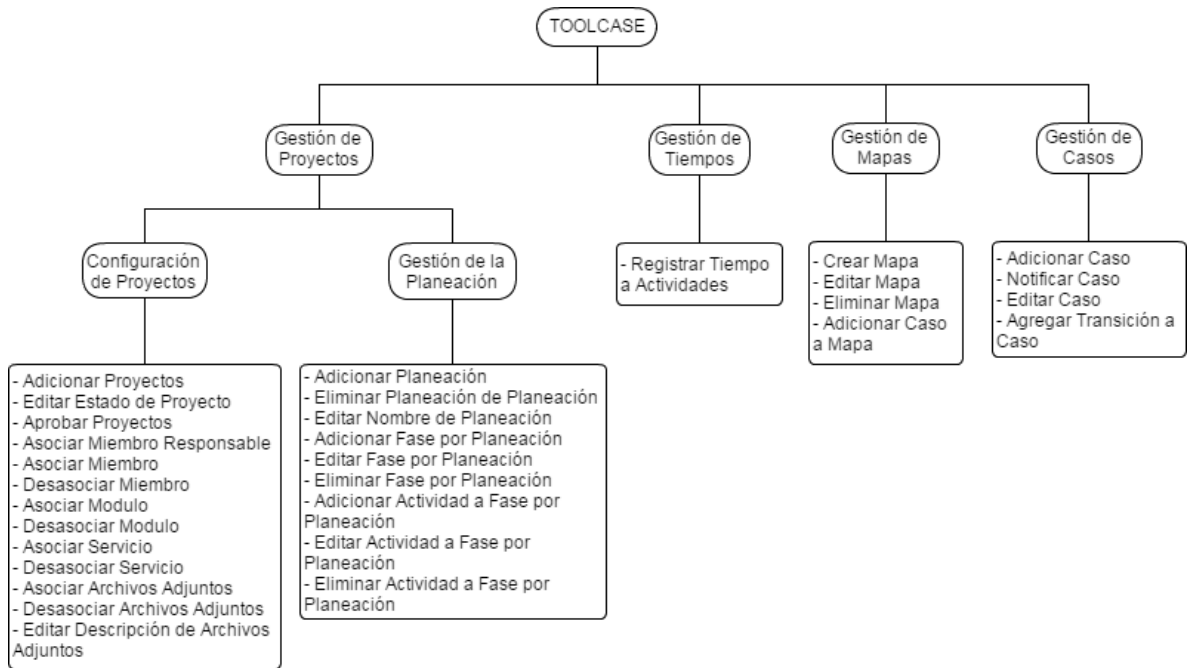 TOOLCASE
Gestión de
Proyectos
Gestión de
Tiempos
Gestión de
Mapas
Gestión de
Casos
Configuración
de Proyectos
Gestión de la
Planeación
- Registrar Tiempo
a Actividades
- Crear Mapa
- Editar Mapa
- Eliminar Mapa
- Adicionar Caso
a Mapa
- Adicionar Caso
- Notificar Caso
- Editar Caso
- Agregar Transición a
Caso
- Adicionar Proyectos
- Editar Estado de Proyecto
- Aprobar Proyectos
- Asociar Miembro Responsable
- Asociar Miembro
- Desasociar Miembro
- Asociar Modulo
- Desasociar Modulo
- Asociar Servicio
- Desasociar Servicio
- Asociar Archivos Adjuntos
- Desasociar Archivos Adjuntos
- Editar Descripción de Archivos
Adjuntos
- Adicionar Planeación
- Eliminar Planeación de Planeación
- Editar Nombre de Planeación
- Adicionar Fase por Planeación
- Editar Fase por Planeación
- Eliminar Fase por Planeación
- Adicionar Actividad a Fase por
Planeación
- Editar Actividad a Fase por
Planeación
- Eliminar Actividad a Fase por
Planeación